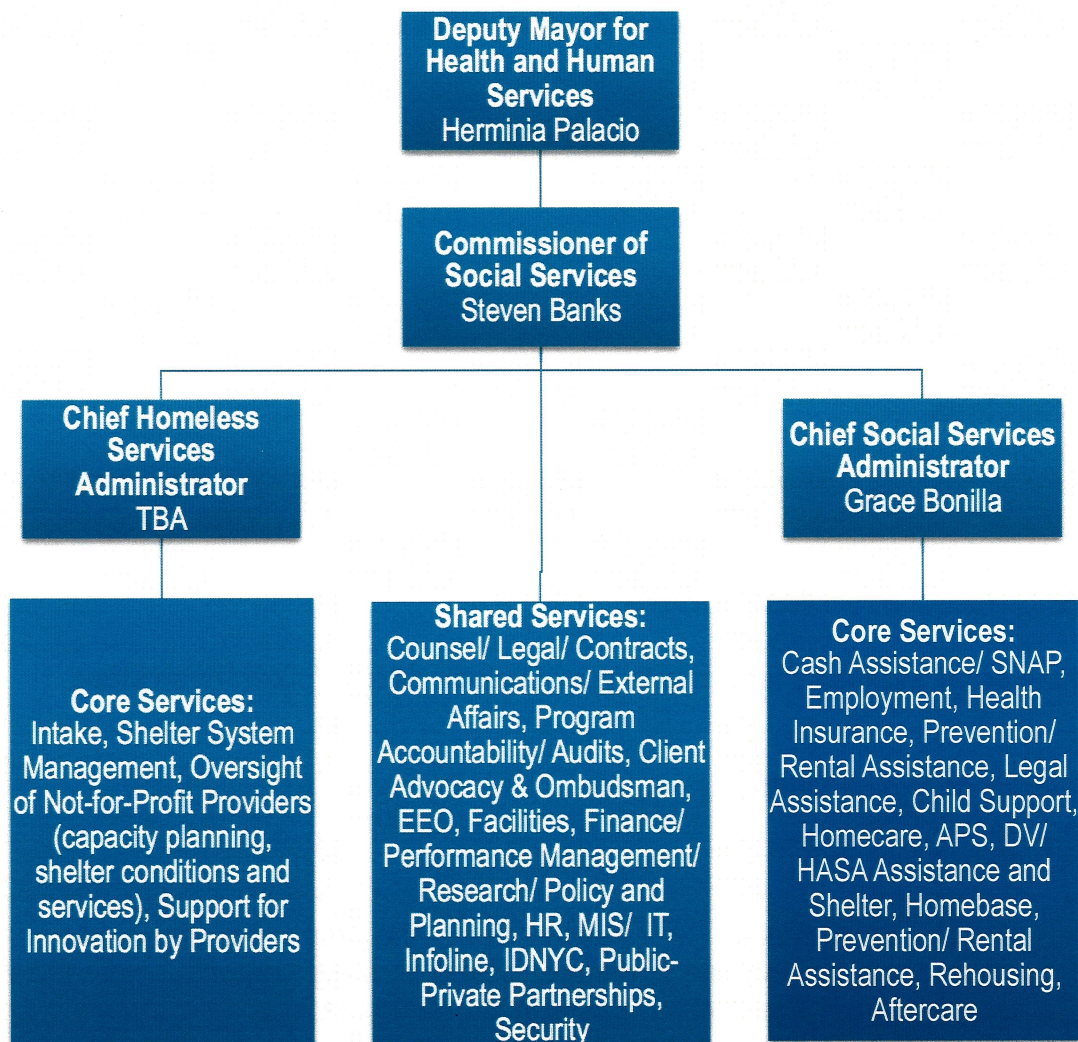 Deputy Mayor for
Health and Human
Services
Herminia Palacio
Commissioner of
Social Services
Steven Banks
Chief Homeless
Services
Administrator
TBA
Chief Social Services
Administrator
Grace Bonilla
Core Services:
Intake, Shelter System
Management, Oversight
of Not-for-Profit Providers
(capacity planning,
shelter conditions and
services), Support for
Innovation by Providers
Shared Services:
Counsel/ Legal/ Contracts,
Communications/ External
Affairs, Program
Accountability/ Audits, Client
Advocacy & Ombudsman,
EEO, Facilities, Finance/
Performance Management/
Research/ Policy and
Planning, HR, MIS/ IT,
Infoline, IDNYC, Public-
Private Partnerships,
Security
Core Services:
Cash Assistance/ SNAP,
Employment, Health
Insurance, Prevention/
Rental Assistance, Legal
Assistance, Child Support,
Homecare, APS, DV/
HASA Assistance and
Shelter, Homebase,
Prevention/ Rental
Assistance, Rehousing,
Aftercare